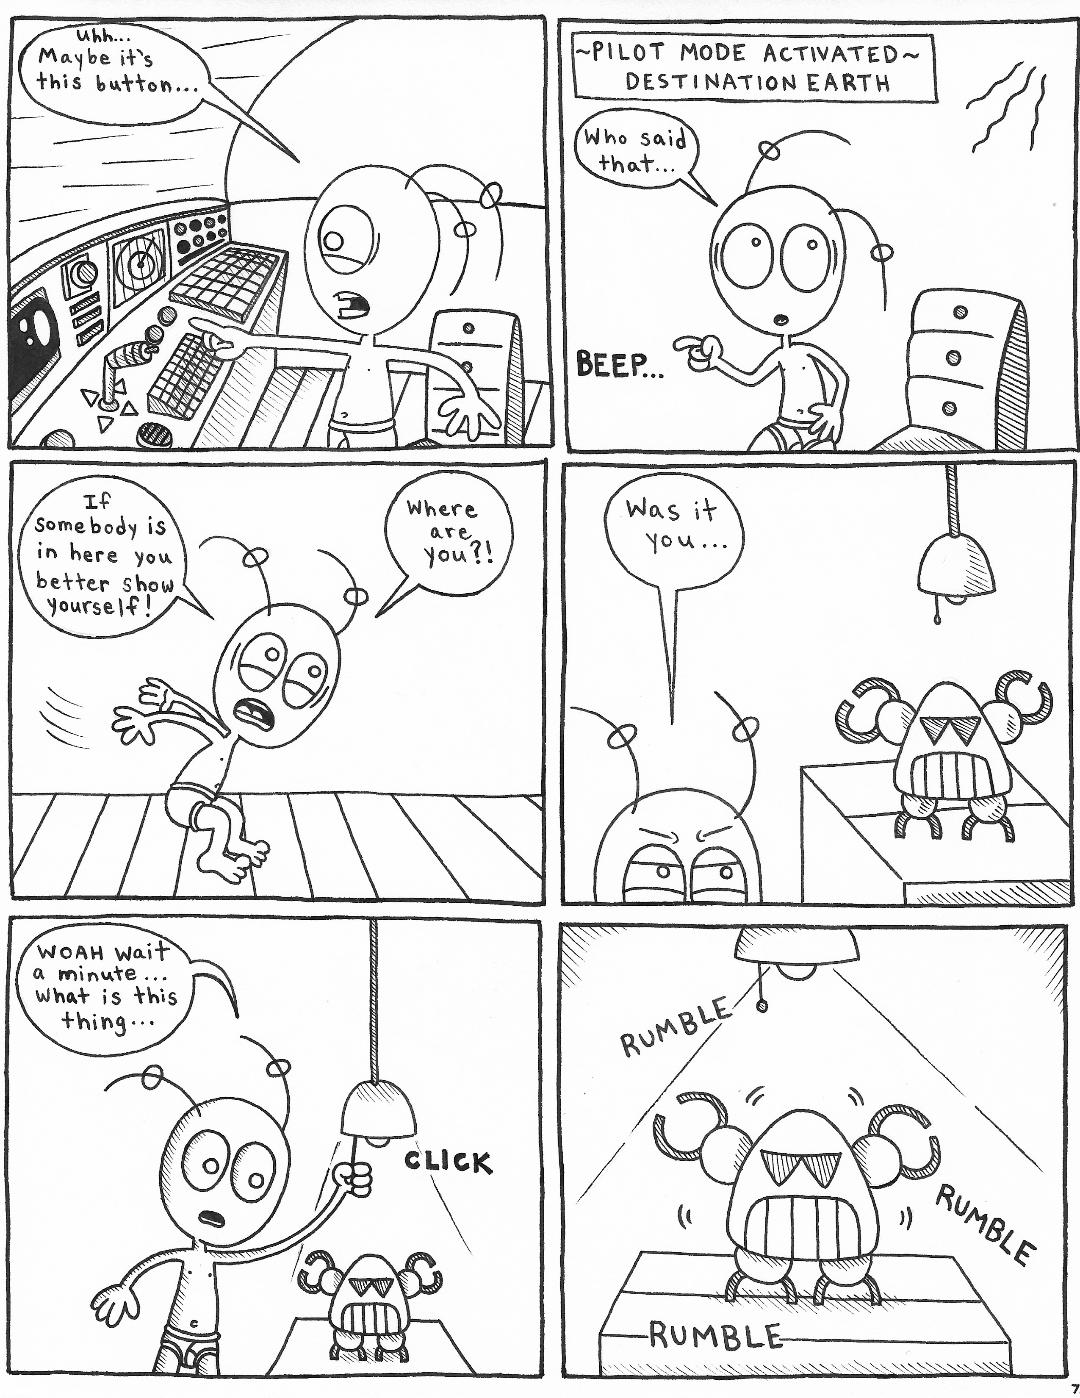 Uhh...
Maybe it's
this button...
~PILOT MODE ACTIVATED~
DESTINATION EARTH
Who said
that...
BEEP...
If
somebody is
in here you
better show
yourself!
Where
are
you?!
Was it
you...
WOAH wait
a minute...
What is this
thing...
CLICK
RUMBLE
RUMBLE
RUMBLE
7